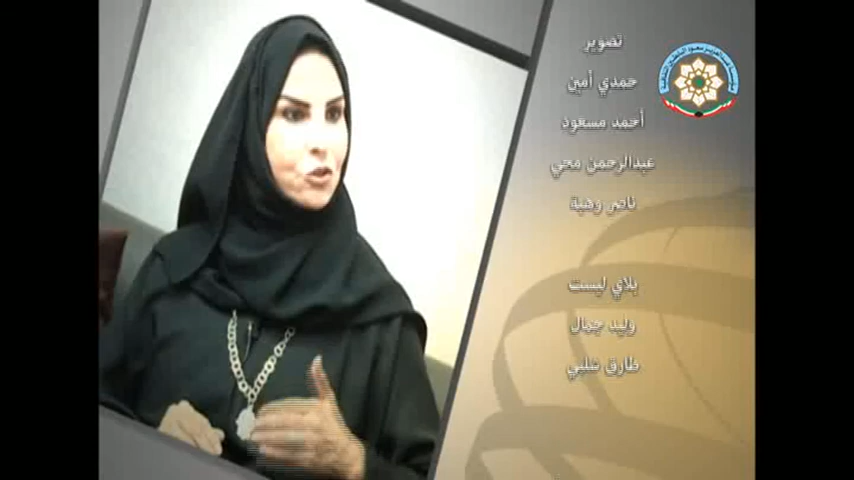 تصوير
حمدي أمين
أحمد مسعود
عبدالرحمن محي
ناصر وهبة
بلاي ليست
وليد جمال
طارق شلبي